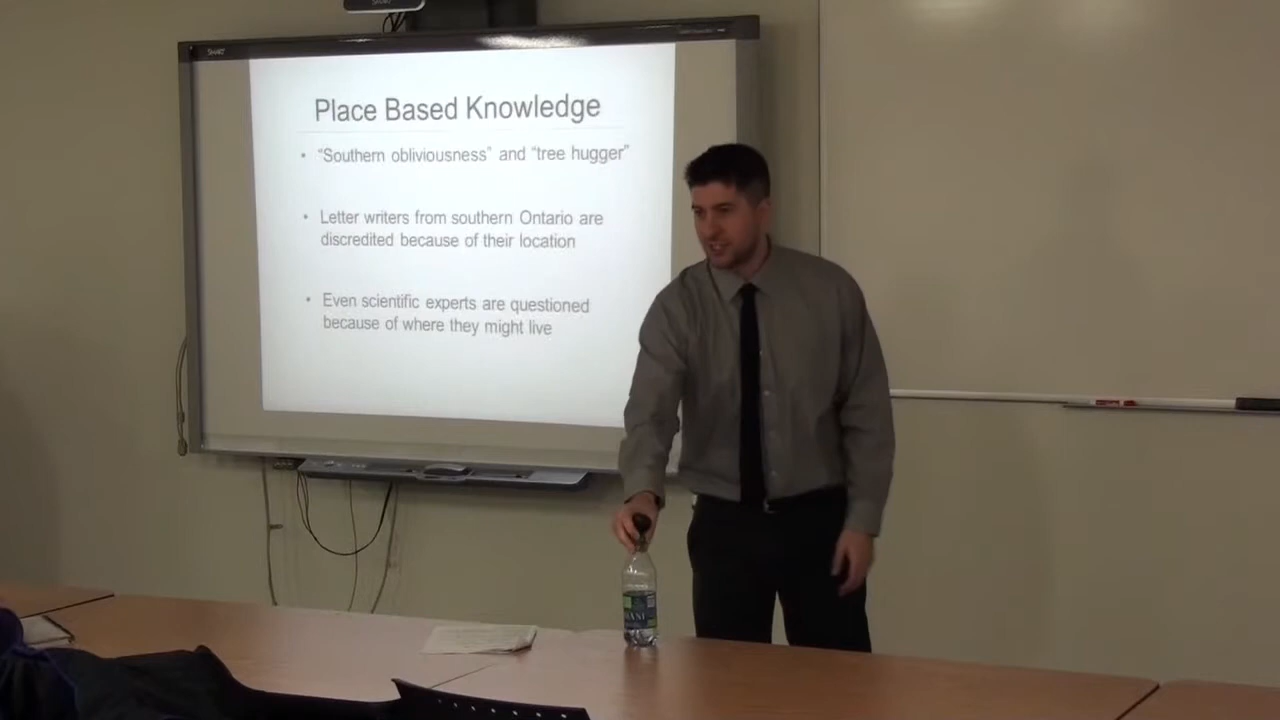 SMART
Place Based Knowledge
• “Southern obliviousness” and “tree hugger”
• Letter writers from southern Ontario are
discredited because of their location
• Even scientific experts are questioned
because of where they might live